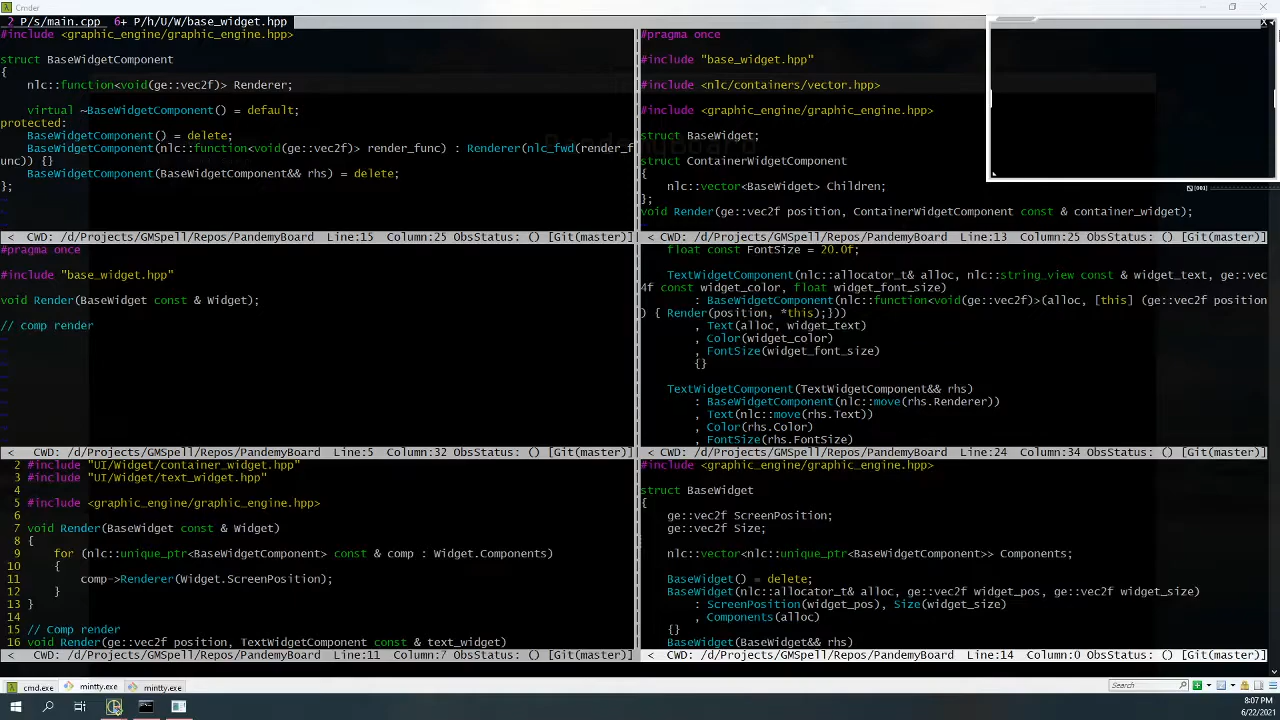 Cmder
2 P/s/main.cpp  6+ P/h/U/W/base_widget.hpp
#include <graphic_engine/graphic_engine.hpp>
struct BaseWidgetComponent
{
    nlc::function<void(ge::vec2f)> Renderer;
    virtual ~BaseWidgetComponent() = default;
protected:
    BaseWidgetComponent() = delete;
    BaseWidgetComponent(nlc::function<void(ge::vec2f)> render_func) : Renderer(nlc_fwd(render_f
unc)) {}
    BaseWidgetComponent(BaseWidgetComponent&& rhs) = delete;
};
~
~
< CWD: /d/Projects/GMSpell/Repos/PandemyBoard  Line:15  Column:25 ObsStatus: () [Git(master)]
#pragma once
#include "base_widget.hpp"
#include <nlc/containers/vector.hpp>
#include <graphic_engine/graphic_engine.hpp>
struct BaseWidget;
struct ContainerWidgetComponent
{
    nlc::vector<BaseWidget> Children;
};
void Render(ge::vec2f position, ContainerWidgetComponent const & container_widget);
< CWD: /d/Projects/GMSpell/Repos/PandemyBoard  Line:13  Column:25 ObsStatus: () [Git(master)]
#pragma once
#include "base_widget.hpp"
void Render(BaseWidget const & Widget);
// comp render
< CWD: /d/Projects/GMSpell/Repos/PandemyBoard  Line:5  Column:32 ObsStatus: () [Git(master)]
    float const FontSize = 20.0f;
    TextWidgetComponent(nlc::allocator_t& alloc, nlc::string_view const & widget_text, ge::vec
4f const widget_color, float widget_font_size)
        : BaseWidgetComponent(nlc::function<void(ge::vec2f)>(alloc, [this] (ge::vec2f position
) { Render(position, *this);}))
        , Text(alloc, widget_text)
        , Color(widget_color)
        , FontSize(widget_font_size)
        {}
    TextWidgetComponent(TextWidgetComponent&& rhs)
        : BaseWidgetComponent(nlc::move(rhs.Renderer))
        , Text(nlc::move(rhs.Text))
        , Color(rhs.Color)
        , FontSize(rhs.FontSize)
< CWD: /d/Projects/GMSpell/Repos/PandemyBoard  Line:24  Column:34 ObsStatus: () [Git(master)]
2 #include "UI/Widget/container_widget.hpp"
3 #include "UI/Widget/text_widget.hpp"
4
5 #include <graphic_engine/graphic_engine.hpp>
6
7 void Render(BaseWidget const & Widget)
8 {
9     for (nlc::unique_ptr<BaseWidgetComponent> const & comp : Widget.Components)
10     {
11         comp->Renderer(Widget.ScreenPosition);
12     }
13 }
14
15 // Comp render
16 void Render(ge::vec2f position, TextWidgetComponent const & text_widget)
< CWD: /d/Projects/GMSpell/Repos/PandemyBoard  Line:11  Column:7 ObsStatus: () [Git(master)]
#include <graphic_engine/graphic_engine.hpp>
struct BaseWidget
{
    ge::vec2f ScreenPosition;
    ge::vec2f Size;
    nlc::vector<nlc::unique_ptr<BaseWidgetComponent>> Components;
    BaseWidget() = delete;
    BaseWidget(nlc::allocator_t& alloc, ge::vec2f widget_pos, ge::vec2f widget_size)
        : ScreenPosition(widget_pos), Size(widget_size)
        , Components(alloc)
    {}
    BaseWidget(BaseWidget&& rhs)
< CWD: /d/Projects/GMSpell/Repos/PandemyBoard  Line:14  Column:0 ObsStatus: () [Git(master)]
cmd.exe  mintty.exe  mintty.exe
Search
8:07 PM
6/22/2021